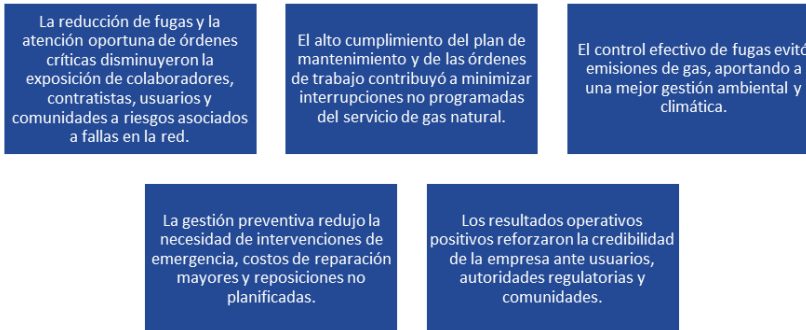 La reducción de fugas y la
atención oportuna de órdenes
críticas disminuyeron la
exposición de colaboradores,
contratistas, usuarios y
comunidades a riesgos asociados
a fallas en la red.
El alto cumplimiento del plan de
mantenimiento y de las órdenes
de trabajo contribuyó a minimizar
interrupciones no programadas
del servicio de gas natural.
El control efectivo de fugas evitó
emisiones de gas, aportando a
una mejor gestión ambiental y
climática.
La gestión preventiva redujo la
necesidad de intervenciones de
emergencia, costos de reparación
mayores y reposiciones no
planificadas.
Los resultados operativos
positivos reforzaron la credibilidad
de la empresa ante usuarios,
autoridades regulatorias y
comunidades.